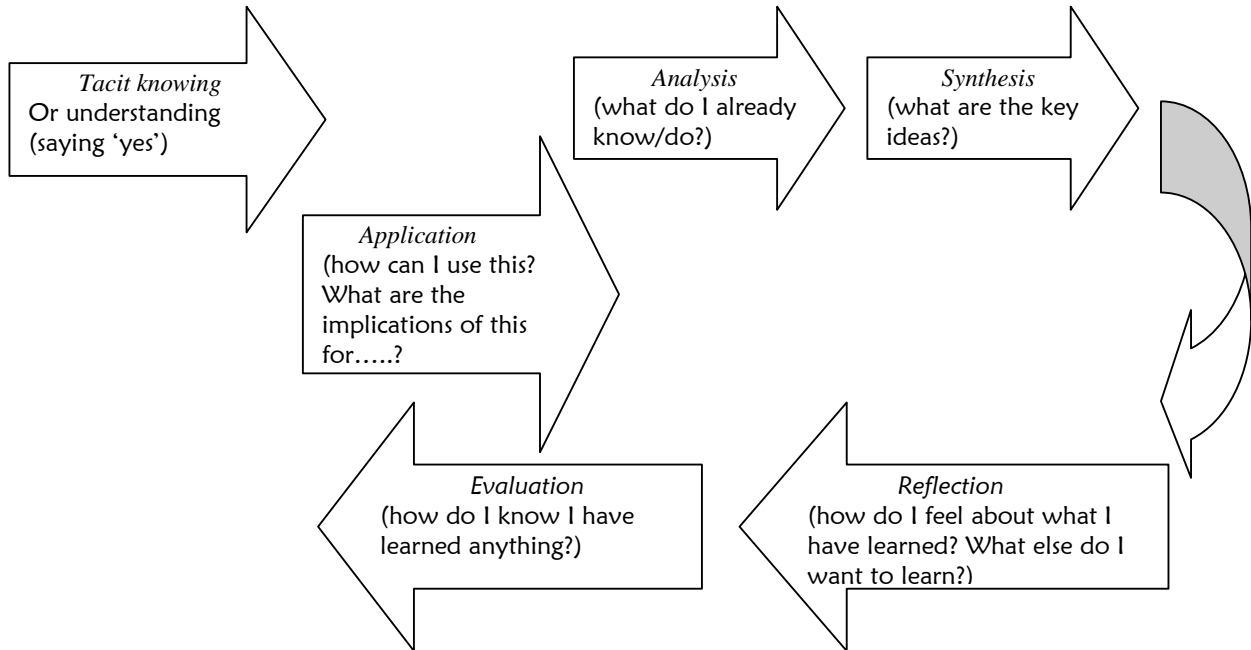 Tacit knowing
Or understanding
(saying ‘yes’)
Application
(how can I use this?
What are the
implications of this
for…..?
Analysis
(what do I already
know/do?)
Synthesis
(what are the key
ideas?)
Reflection
(how do I feel about what I
have learned? What else do I
want to learn?)
Evaluation
(how do I know I have
learned anything?)